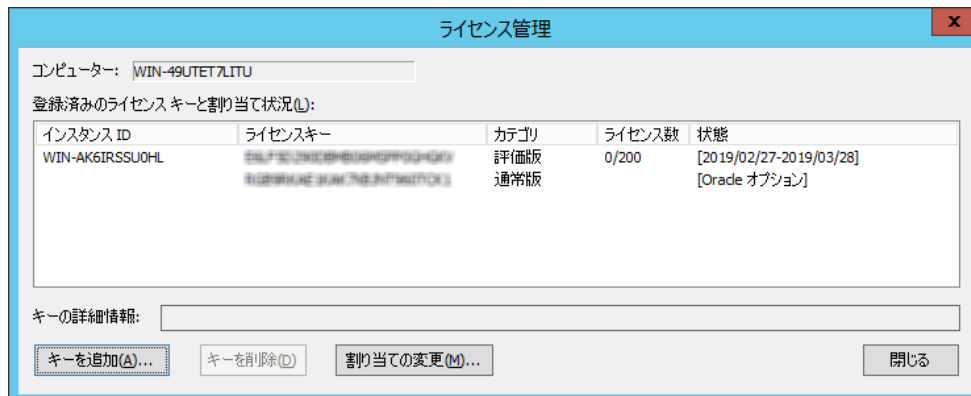 ライセンス管理
x
コンピューター: WIN-49UTET7LITU
登録済みのライセンス キーと割り当て状況(L):
インスタンス ID ライセンスキー カテゴリ ライセンス数 状態
WIN-AK6IRSSU0HL 評価版 0/200 [2019/02/27-2019/03/28]
通常版 [Oracle オプション]
キーの詳細情報:
キーを追加(A)... キーを削除(D) 割り当ての変更(M)... 閉じる